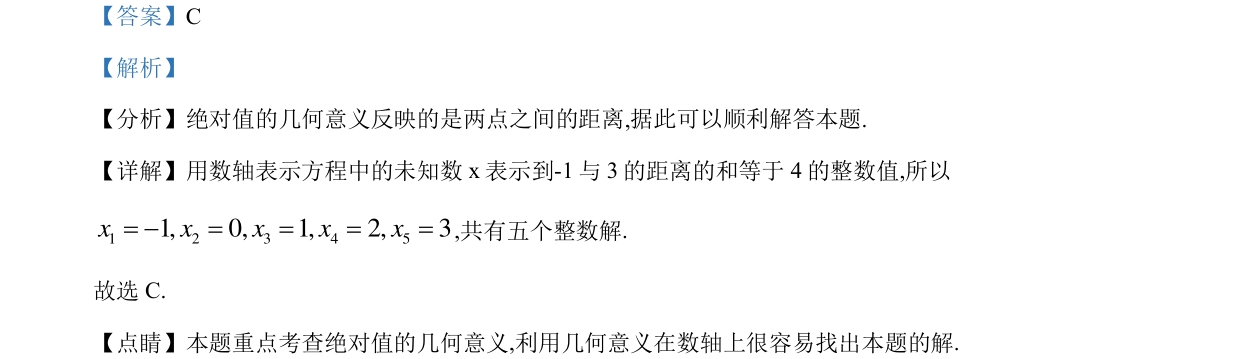 【答案】C
【解析】
【分析】绝对值的几何意义反映的是两点之间的距离,据此可以顺利解答本题.
【详解】用数轴表示方程中的未知数 x 表示到-1 与 3 的距离的和等于 4 的整数值,所以
x₁ = −1, x₂ = 0, x₃ = 1, x₄ = 2, x₅ = 3,共有五个整数解.
故选 C.
【点睛】本题重点考查绝对值的几何意义,利用几何意义在数轴上很容易找出本题的解.